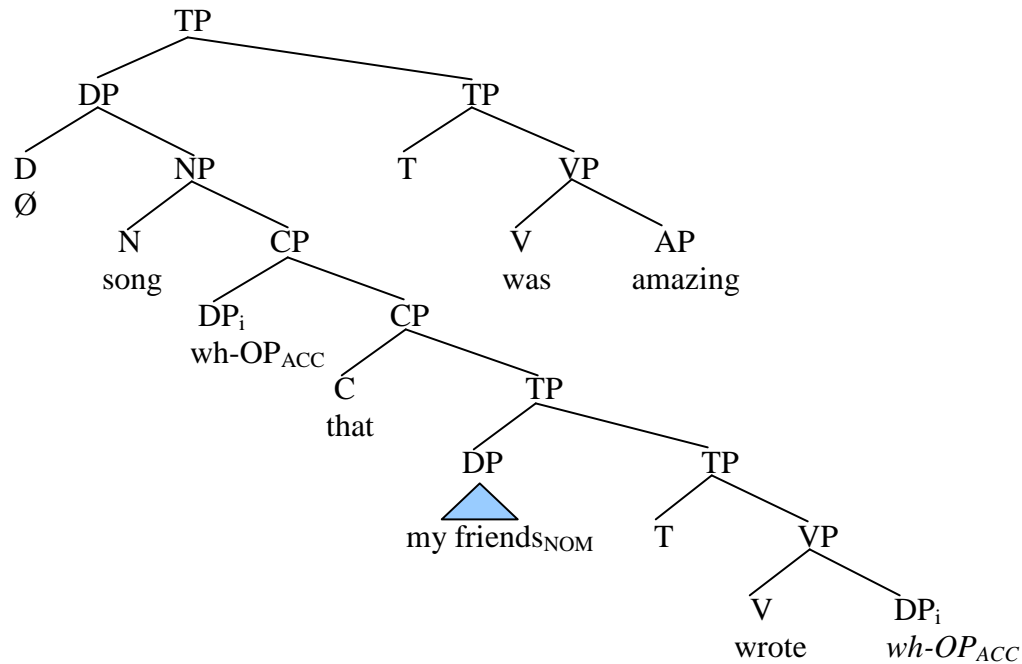 TP
DP TP
D NP T VP
Ø
N CP V AP
song was amazing
DPi CP
wh-OPACC
C TP
that
DP TP
my friendsNOM T VP
V DPi
wrote wh-OPACC